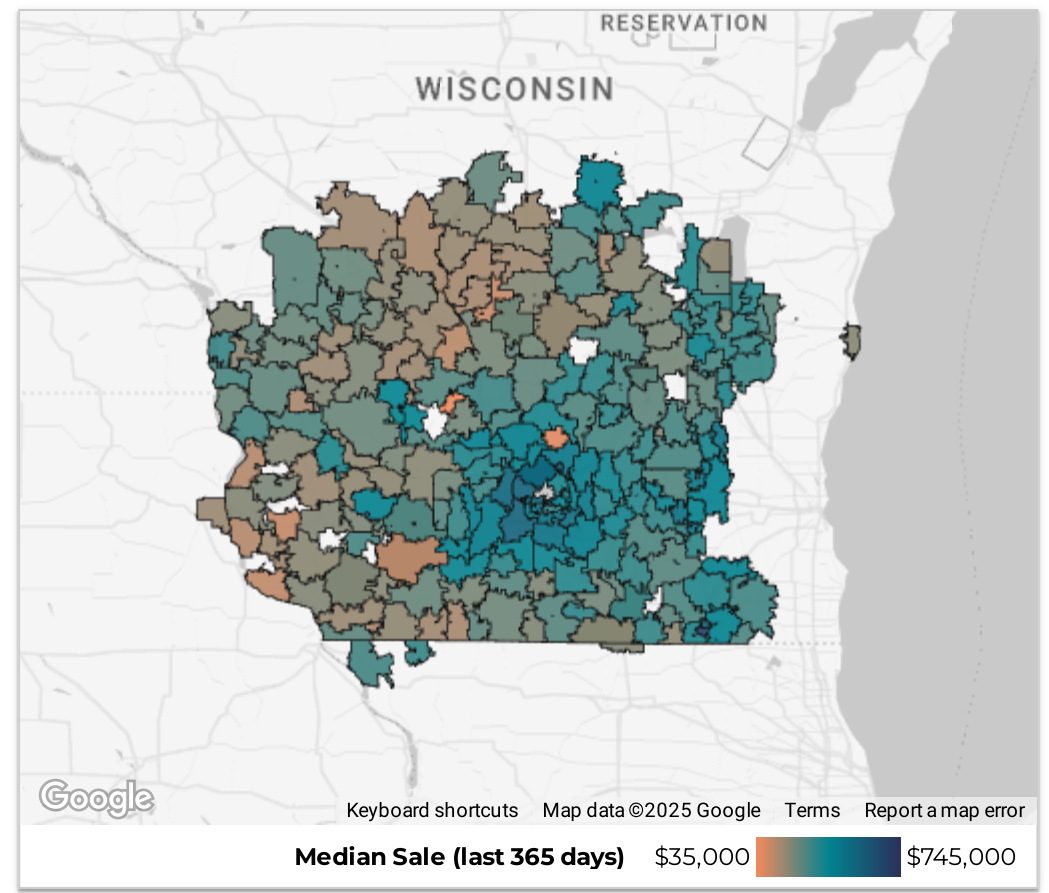 RESERVATION
WISCONSIN
Google
Keyboard shortcuts Map data ©2025 Google Terms Report a map error
Median Sale (last 365 days) $35,000 $745,000